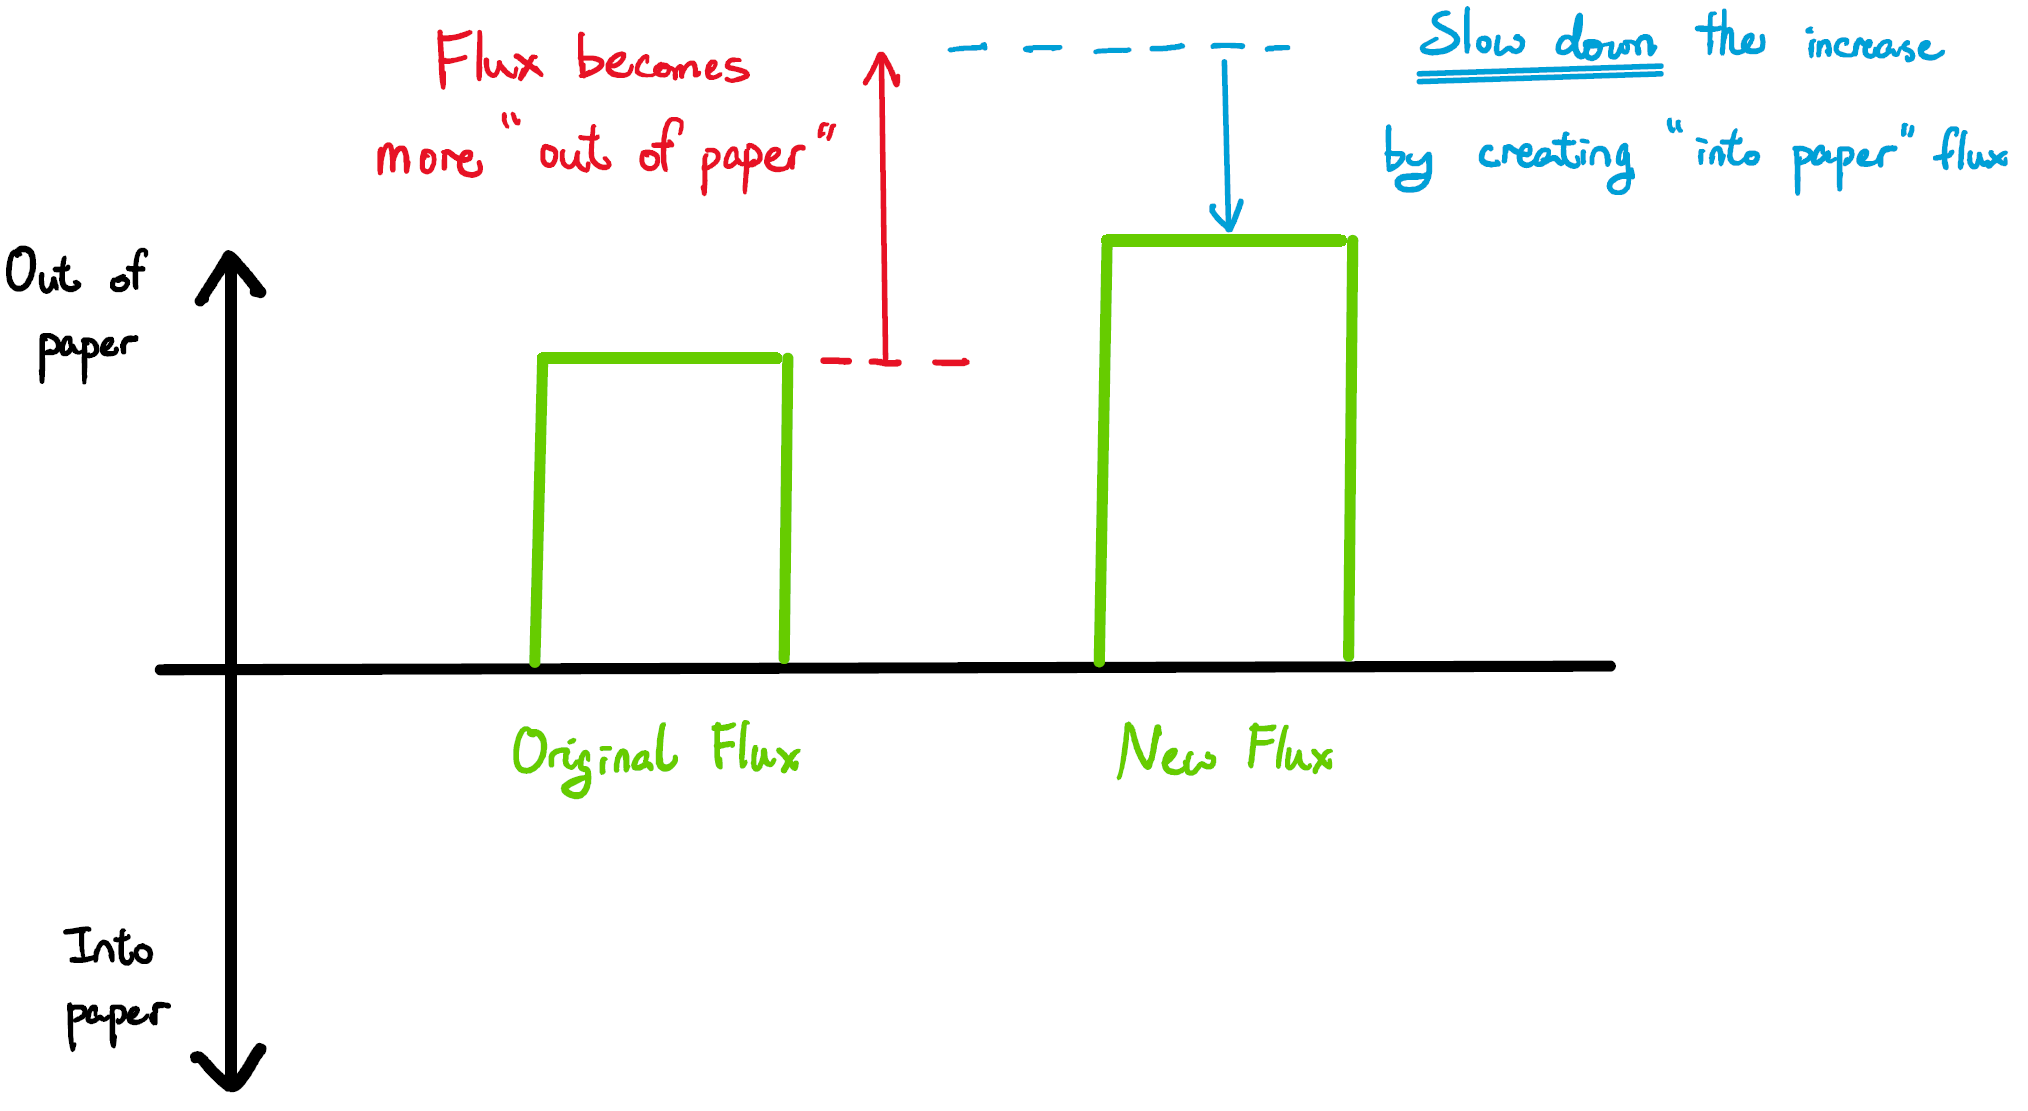 Flux becomes
more "out of paper"
Slow down the increase
by creating "into paper" flux
Out of
paper
Original Flux
New Flux
Into
paper